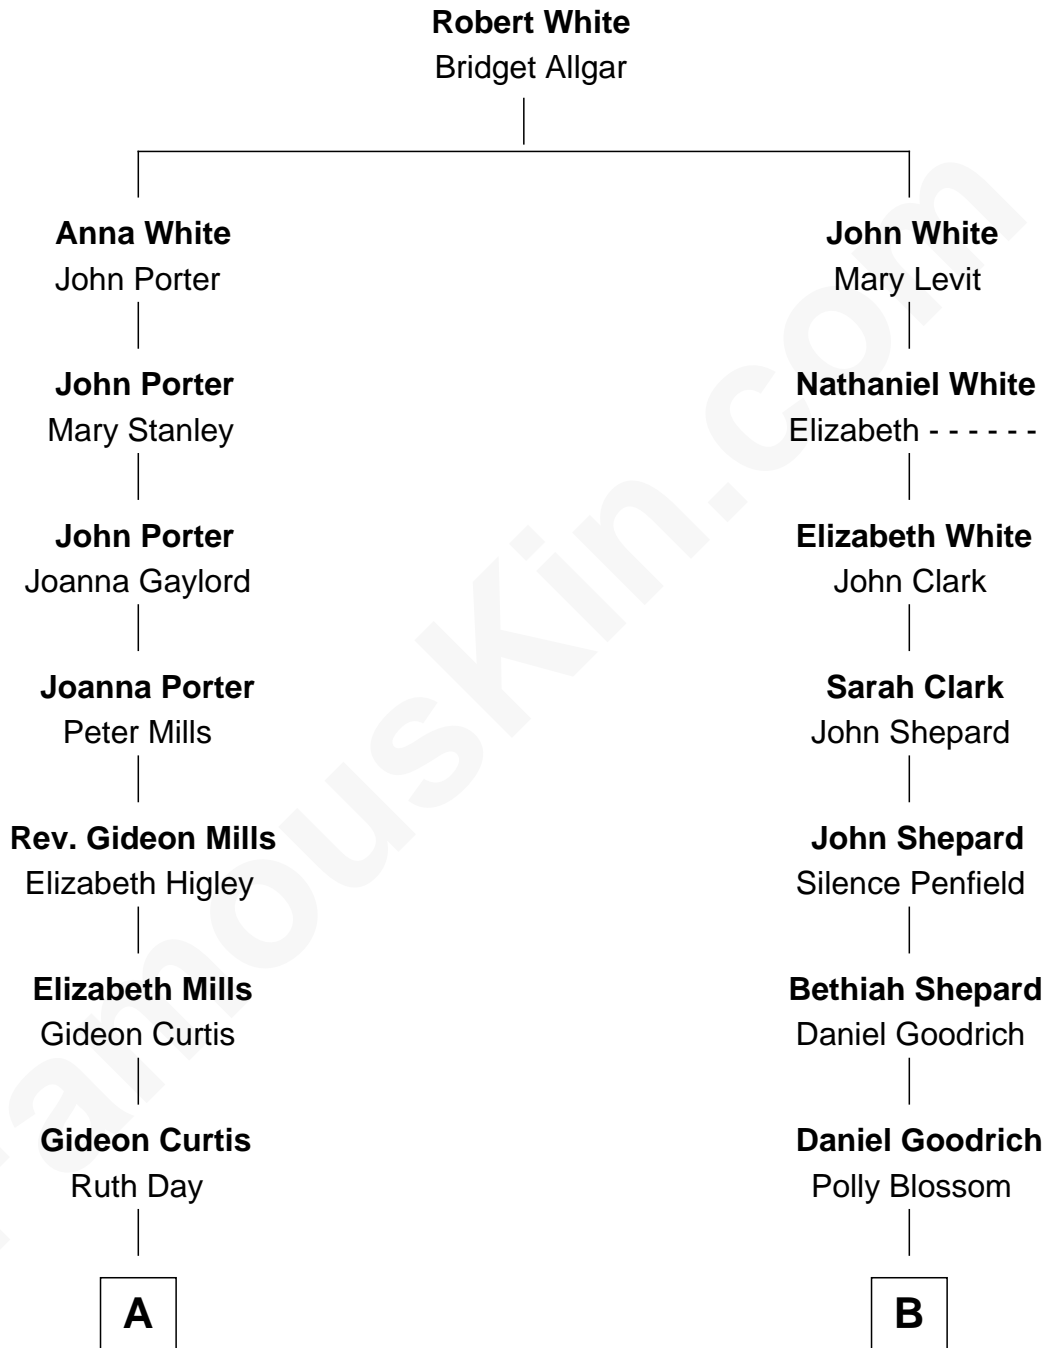 Robert White
Bridget Allgar
Anna White
John Porter
John White
Mary Levit
John Porter
Mary Stanley
Nathaniel White
Elizabeth - - - - - -
John Porter
Joanna Gaylord
Elizabeth White
John Clark
Joanna Porter
Peter Mills
Sarah Clark
John Shepard
Rev. Gideon Mills
Elizabeth Higley
John Shepard
Silence Penfield
Elizabeth Mills
Gideon Curtis
Bethiah Shepard
Daniel Goodrich
Gideon Curtis
Ruth Day
Daniel Goodrich
Polly Blossom
A
B
FamousKin.com